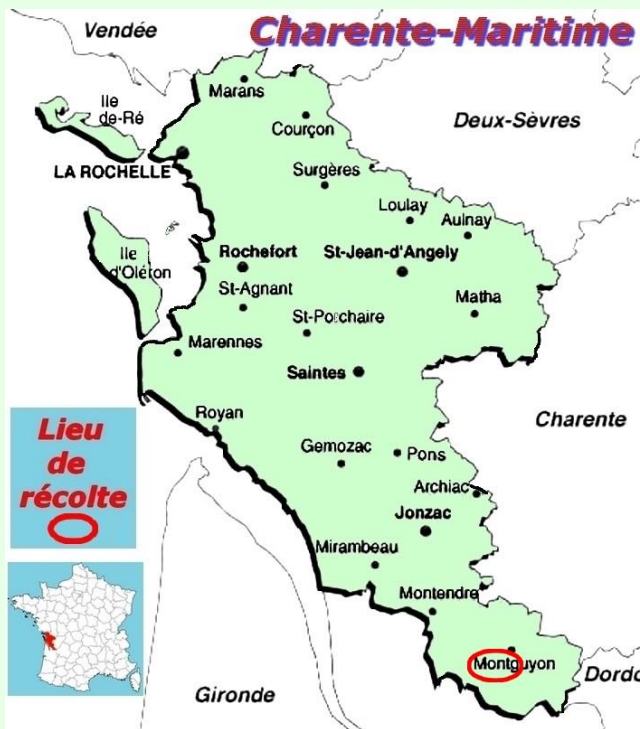 Charente-Maritime
Vendée
Marans
Ile
de-Ré
Courçon
Deux-Sèvres
LA ROCHELLE
Surgères
Loulay
Aulnay
Ile
d'Oléron
Rochefort
St-Jean-d'Angely
St-Agnant
Matha
St-Porchaire
Marennes
Saintes
Royan
Charente
Lieu
de
récolte
Gemozac
Pons
Archiac
Jonzac
Mirambeau
Montendre
Montguyon
Dordo
Gironde